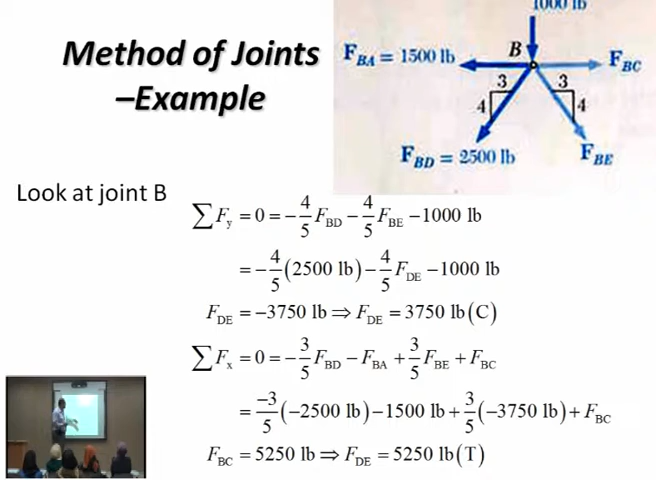 1000 lb
Method of Joints
–Example
F_BA = 1500 lb
B
F_BC
3
3
4
4
F_BD = 2500 lb
F_BE
Look at joint B
∑F_y = 0 = −4/5 F_BD − 4/5 F_BE − 1000 lb
= −4/5 (2500 lb) − 4/5 F_DE − 1000 lb
F_DE = −3750 lb ⇒ F_DE = 3750 lb(C)
∑F_x = 0 = −3/5 F_BD − F_BA + 3/5 F_BE + F_BC
= −3/5 (−2500 lb) − 1500 lb + 3/5 (−3750 lb) + F_BC
F_BC = 5250 lb ⇒ F_DE = 5250 lb(T)